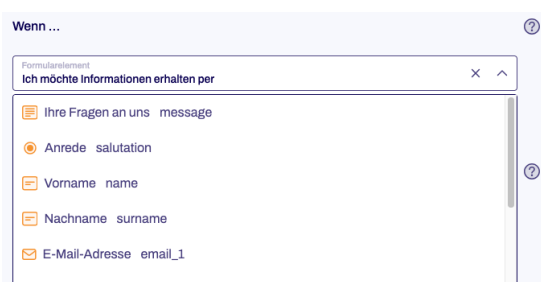 Wenn ...
?
Formularelement
Ich möchte Informationen erhalten per
Ihre Fragen an uns message
?
Anrede salutation
Vorname name
Nachname surname
E-Mail-Adresse email_1